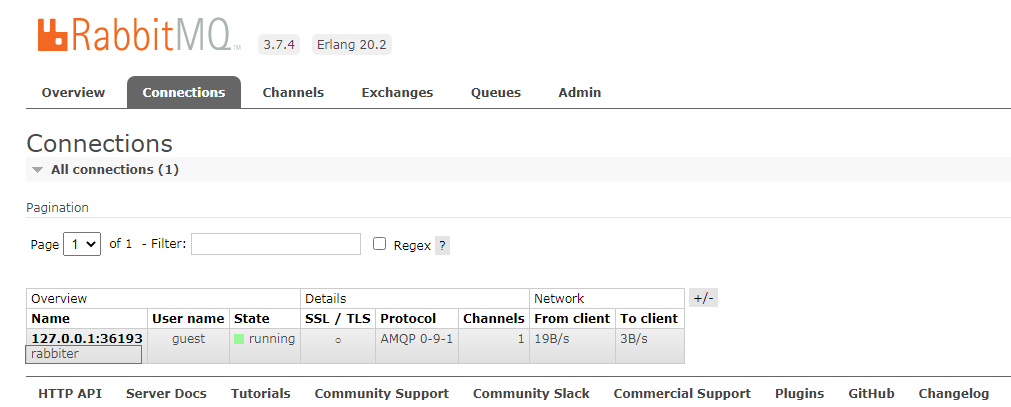 RabbitMQ TM 3.7.4 Erlang 20.2
Overview Connections Channels Exchanges Queues Admin
Connections
All connections (1)
Pagination
Page 1 of 1 - Filter: Regex ?
Overview Details Network +/-
Name User name State SSL / TLS Protocol Channels From client To client
127.0.0.1:36193 guest running ○ AMQP 0-9-1 1 19B/s 3B/s
rabbiter
HTTP API Server Docs Tutorials Community Support Community Slack Commercial Support Plugins GitHub Changelog